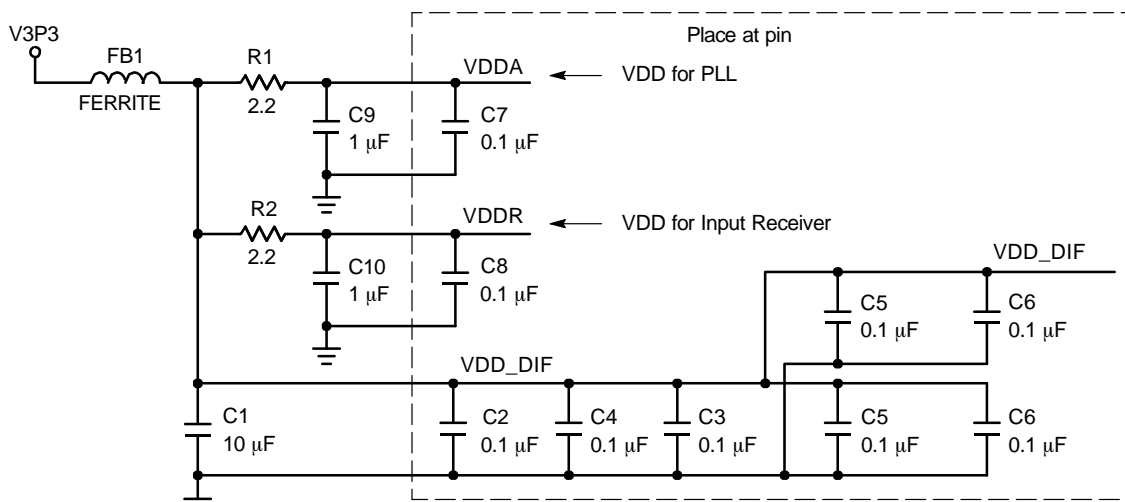 Place at pin
V3P3
FB1
FERRITE
R1
2.2
VDDA
VDD for PLL
C9
1 μF
C7
0.1 μF
R2
2.2
VDDR
VDD for Input Receiver
C10
1 μF
C8
0.1 μF
VDD_DIF
C5
0.1 μF
C6
0.1 μF
VDD_DIF
C1
10 μF
C2
0.1 μF
C4
0.1 μF
C3
0.1 μF
C5
0.1 μF
C6
0.1 μF